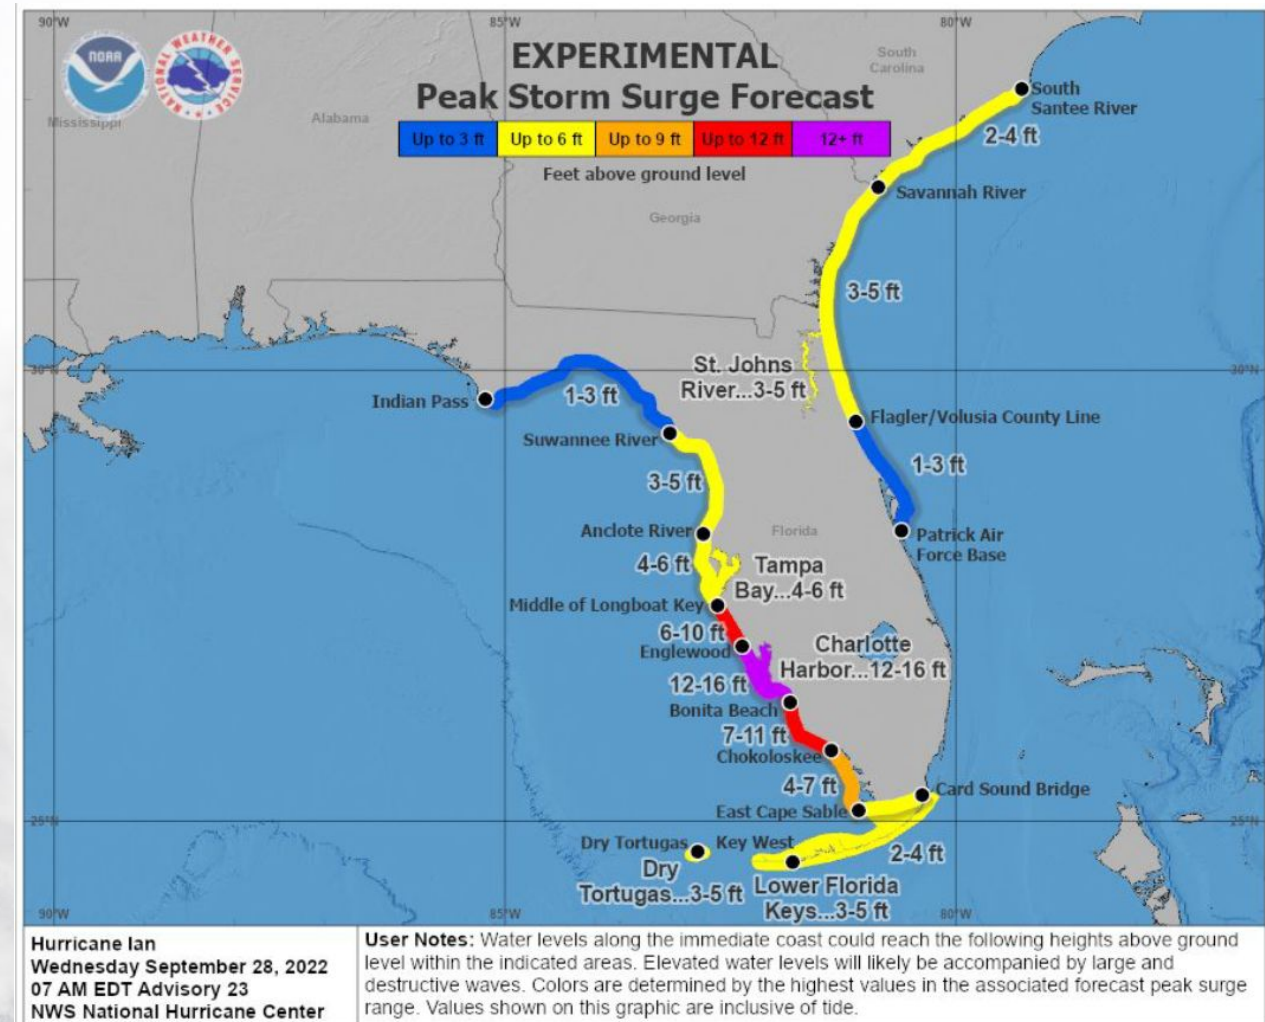 90°W
85°W
80°W
NOAA
NATIONAL WEATHER SERVICE
EXPERIMENTAL
Peak Storm Surge Forecast
Up to 3 ft
Up to 6 ft
Up to 9 ft
Up to 12 ft
12+ ft
Feet above ground level
South
Carolina
Mississippi
Alabama
Georgia
South
Santee River
2-4 ft
Savannah River
3-5 ft
St. Johns
River...3-5 ft
30°N
Indian Pass
1-3 ft
Flagler/Volusia County Line
Suwannee River
1-3 ft
3-5 ft
Anclote River
Florida
Patrick Air
Force Base
4-6 ft
Tampa
Bay...4-6 ft
Middle of Longboat Key
6-10 ft
Englewood
Charlotte
Harbor...12-16 ft
12-16 ft
Bonita Beach
7-11 ft
Chokoloskee
4-7 ft
Card Sound Bridge
East Cape Sable
25°N
25°N
Dry Tortugas
Key West
2-4 ft
Dry
Tortugas...3-5 ft
Lower Florida
Keys...3-5 ft
90°W
85°W
80°W
Hurricane Ian
Wednesday September 28, 2022
07 AM EDT Advisory 23
NWS National Hurricane Center
User Notes: Water levels along the immediate coast could reach the following heights above ground
level within the indicated areas. Elevated water levels will likely be accompanied by large and
destructive waves. Colors are determined by the highest values in the associated forecast peak surge
range. Values shown on this graphic are inclusive of tide.